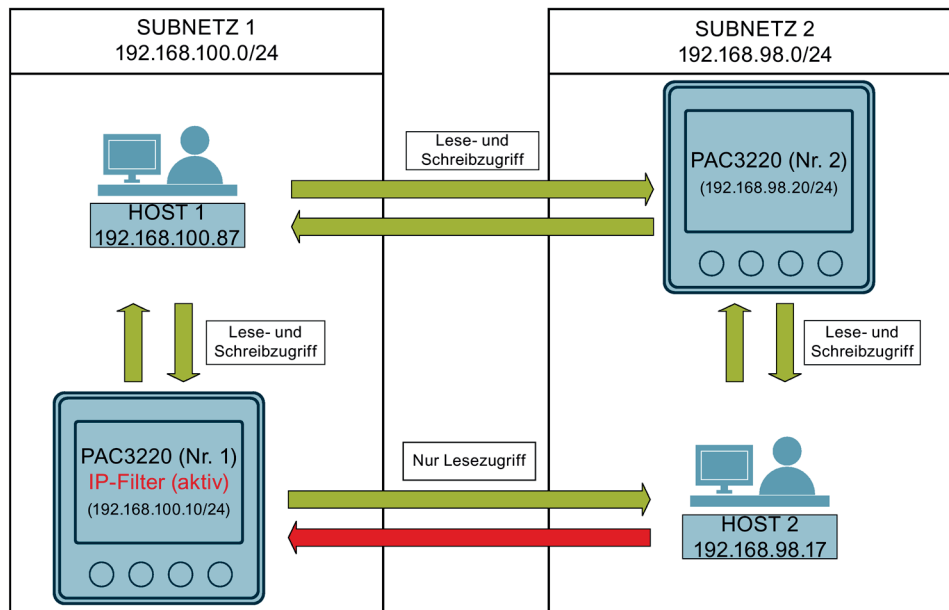 SUBNETZ 1
192.168.100.0/24
SUBNETZ 2
192.168.98.0/24
Lese- und
Schreibzugriff
PAC3220 (Nr. 2)
(192.168.98.20/24)
HOST 1
192.168.100.87
Lese- und
Schreibzugriff
Lese- und
Schreibzugriff
PAC3220 (Nr. 1)
IP-Filter (aktiv)
(192.168.100.10/24)
Nur Lesezugriff
HOST 2
192.168.98.17